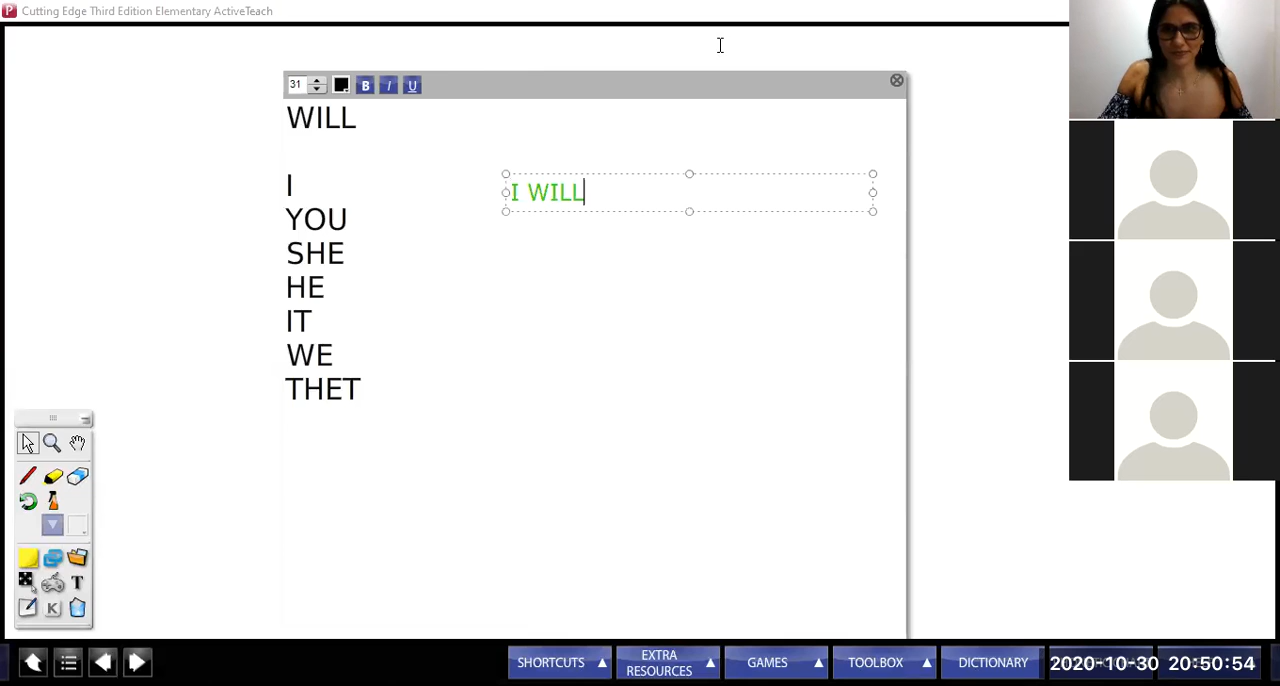 Cutting Edge Third Edition Elementary ActiveTeach
31 B I U
WILL
I
I WILL
YOU
SHE
HE
IT
WE
THET
T
K
SHORTCUTS
EXTRA
RESOURCES
GAMES
TOOLBOX
DICTIONARY
2020-10-30 20:50:54